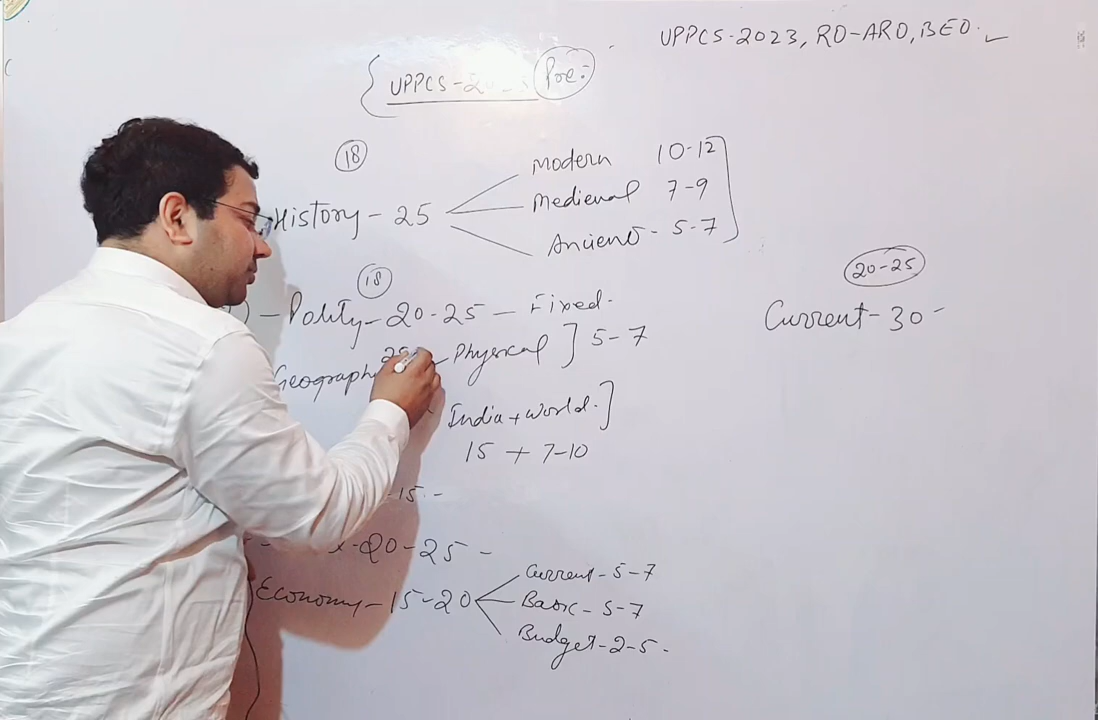 UPPCS-2023, RO-ARO, BEO.
UPPCS-2 Pre:
18
History - 25
Modern 10-12
Medieval 7-9
Ancient - 5-7
18
Polity - 20-25 - Fixed.
Geograph Physical ] 5-7
India + World. ]
15 + 7-10
15. -
20-25 -
Economy - 15-20
Current - 5-7
Basic - 5-7
Budget - 2-5 -
20-25
Current - 30 -